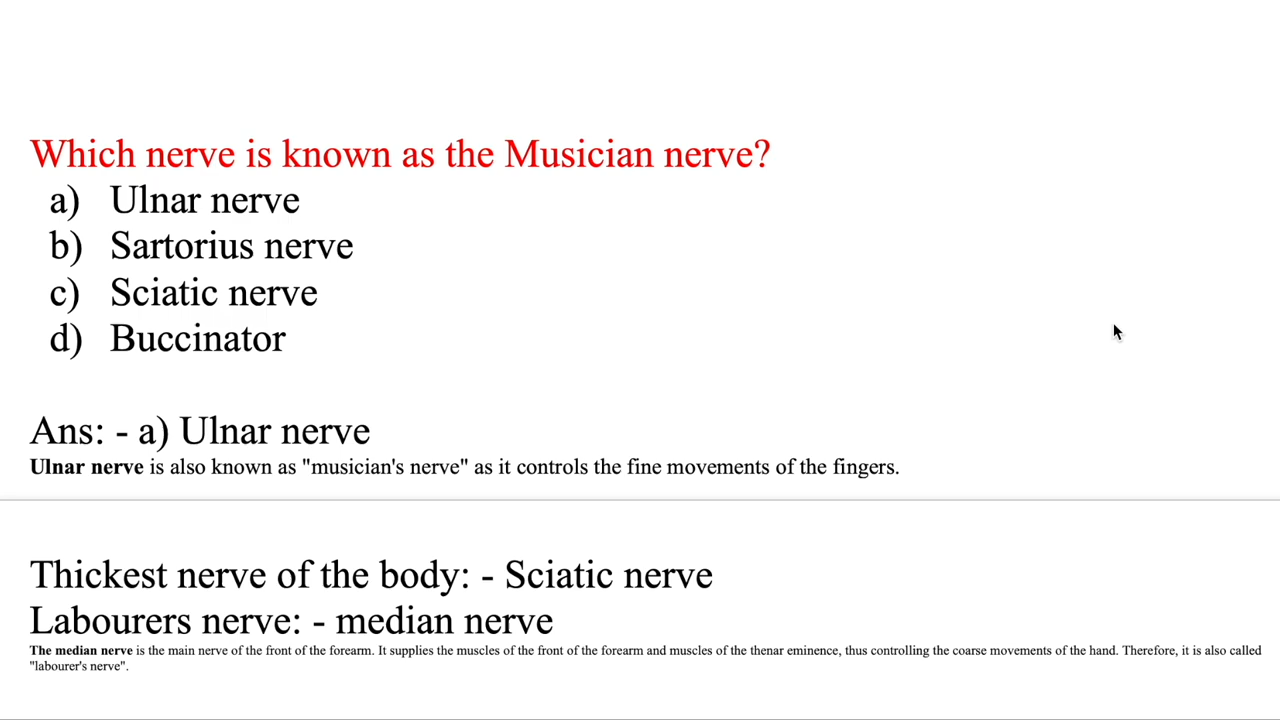 Which nerve is known as the Musician nerve?
a) Ulnar nerve
b) Sartorius nerve
c) Sciatic nerve
d) Buccinator
Ans: - a) Ulnar nerve
Ulnar nerve is also known as "musician's nerve" as it controls the fine movements of the fingers.
Thickest nerve of the body: - Sciatic nerve
Labourers nerve: - median nerve
The median nerve is the main nerve of the front of the forearm. It supplies the muscles of the front of the forearm and muscles of the thenar eminence, thus controlling the coarse movements of the hand. Therefore, it is also called
"labourer's nerve".